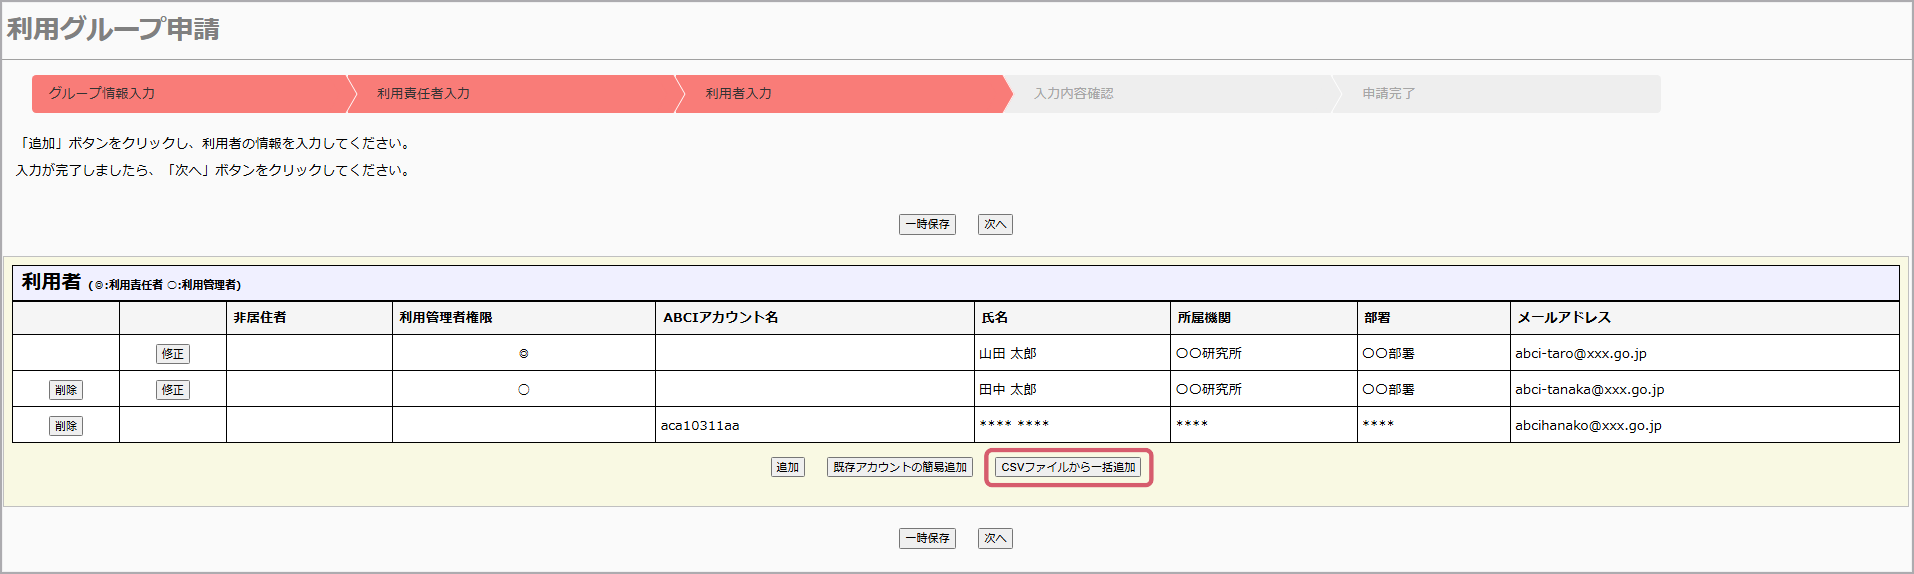 利用グループ申請
グループ情報入力 利用責任者入力 利用者入力 入力内容確認 申請完了
「追加」ボタンをクリックし、利用者の情報を入力してください。
入力が完了しましたら、「次へ」ボタンをクリックしてください。
一時保存 次へ
利用者 (◎:利用責任者 ○:利用管理者)
非居住者 利用管理者権限 ABCIアカウント名 氏名 所属機関 部署 メールアドレス
修正 ◎ 山田 太郎 〇〇研究所 〇〇部署 abci-taro@xxx.go.jp
削除 修正 ○ 田中 太郎 〇〇研究所 〇〇部署 abci-tanaka@xxx.go.jp
削除 aca10311aa **** **** **** **** abcihanako@xxx.go.jp
追加 既存アカウントの簡易追加 CSVファイルから一括追加
一時保存 次へ